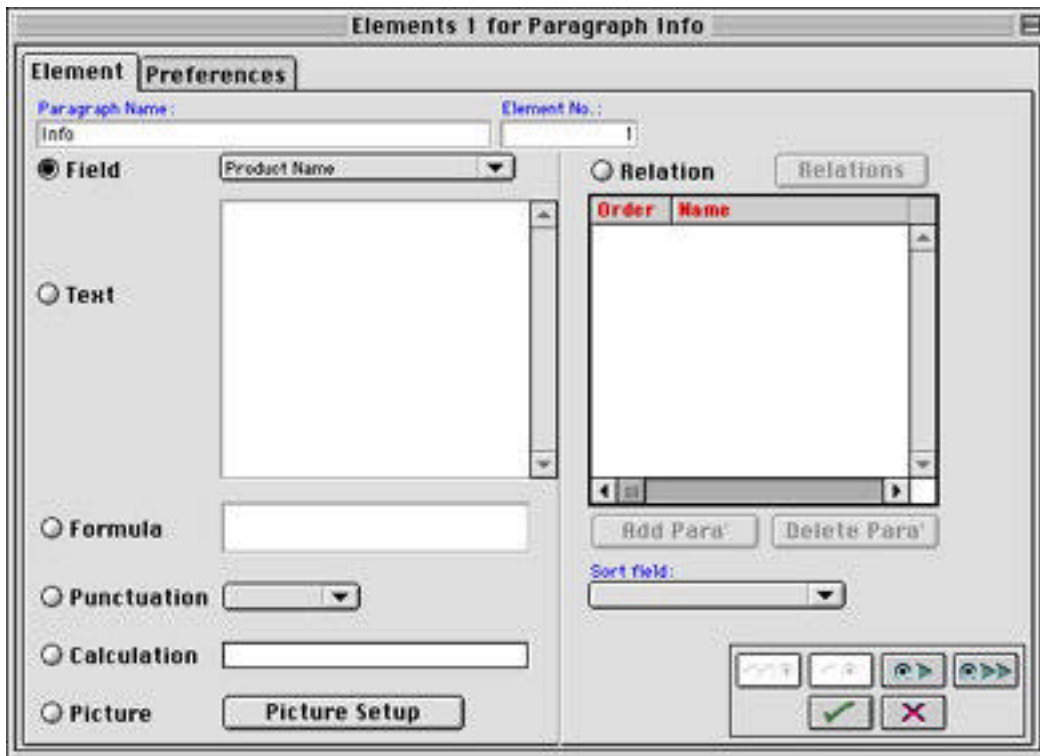 Elements 1 for Paragraph Info
Element Preferences
Paragraph Name: Element No.:
Info 1
Field Product Name
Relation Relations
Order Name
Text
Formula
Add Para' Delete Para'
Sort field:
Punctuation
Calculation
Picture Picture Setup